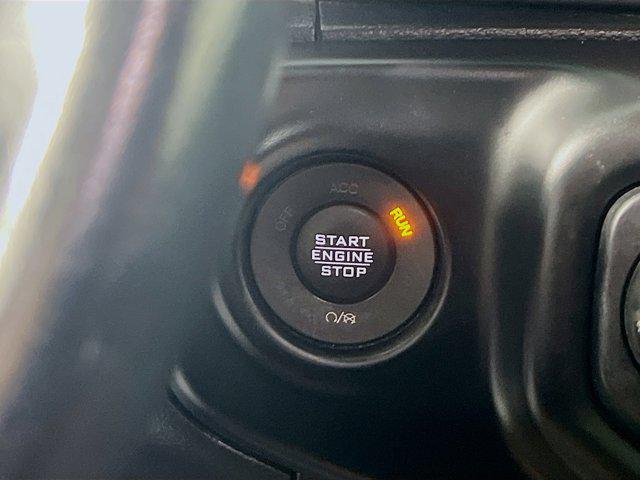 ACC
OFF
RUN
START
ENGINE
STOP